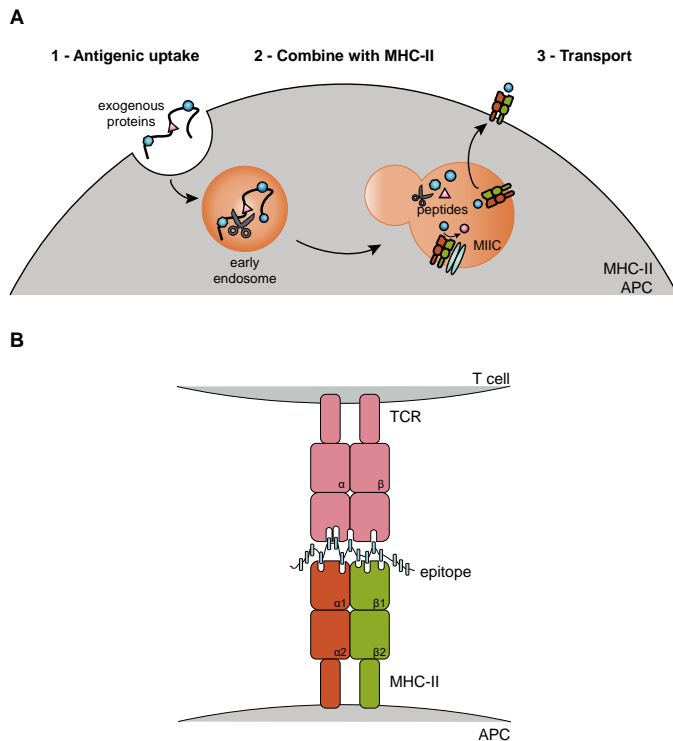 A
1 - Antigenic uptake
2 - Combine with MHC-II
3 - Transport
exogenous
proteins
peptides
MIIC
early
endosome
MHC-II
APC
B
T cell
TCR
α
β
epitope
α1
β1
α2
β2
MHC-II
APC